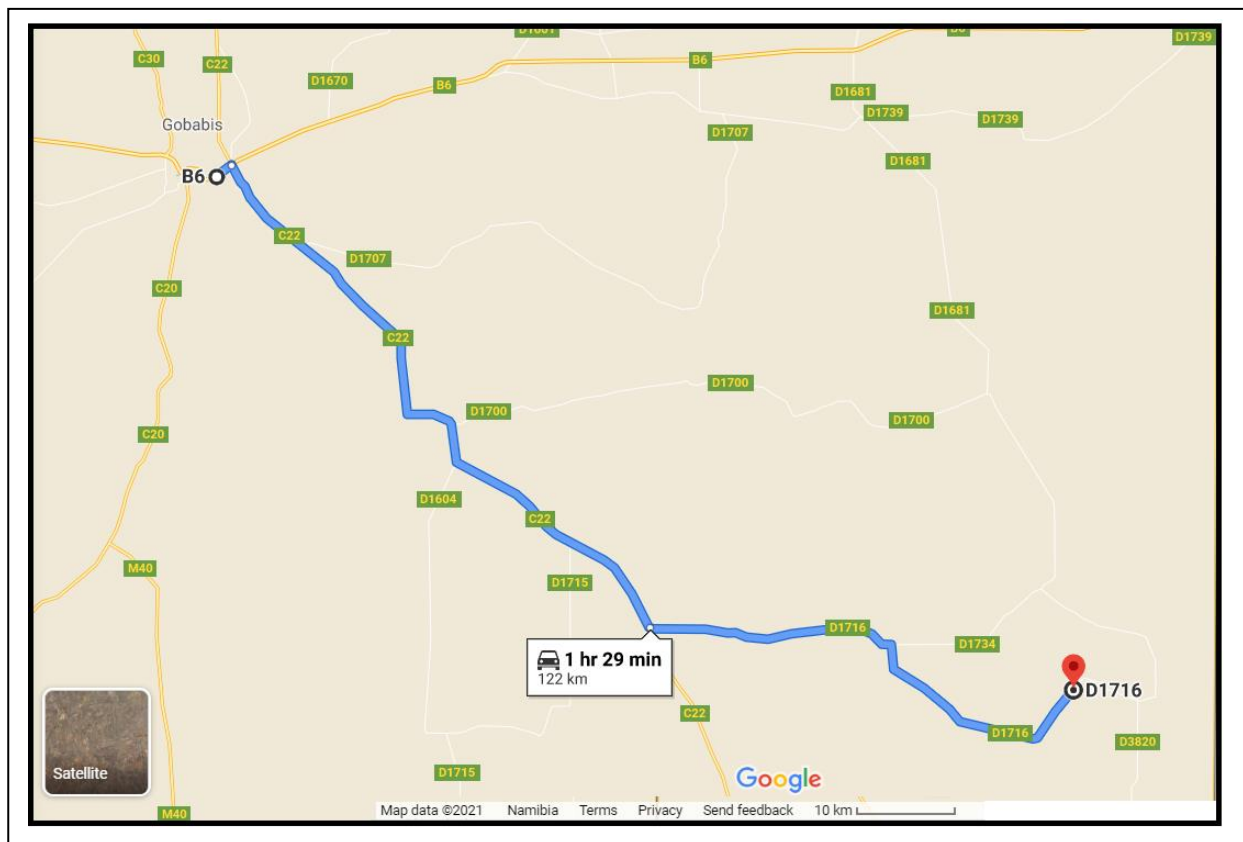 D1739
B6
C30
C22
B6
D1670
B6
D1681
D1739
D1739
Gobabis
D1707
D1681
B6
C22
D1707
C20
D1681
C22
D1700
D1700
D1700
C20
D1604
C22
M40
D1715
D1716
D1734
1 hr 29 min
122 km
D1716
C22
D1716
D3820
Satellite
D1715
Google
M40
Map data ©2021 Namibia Terms Privacy Send feedback 10 km